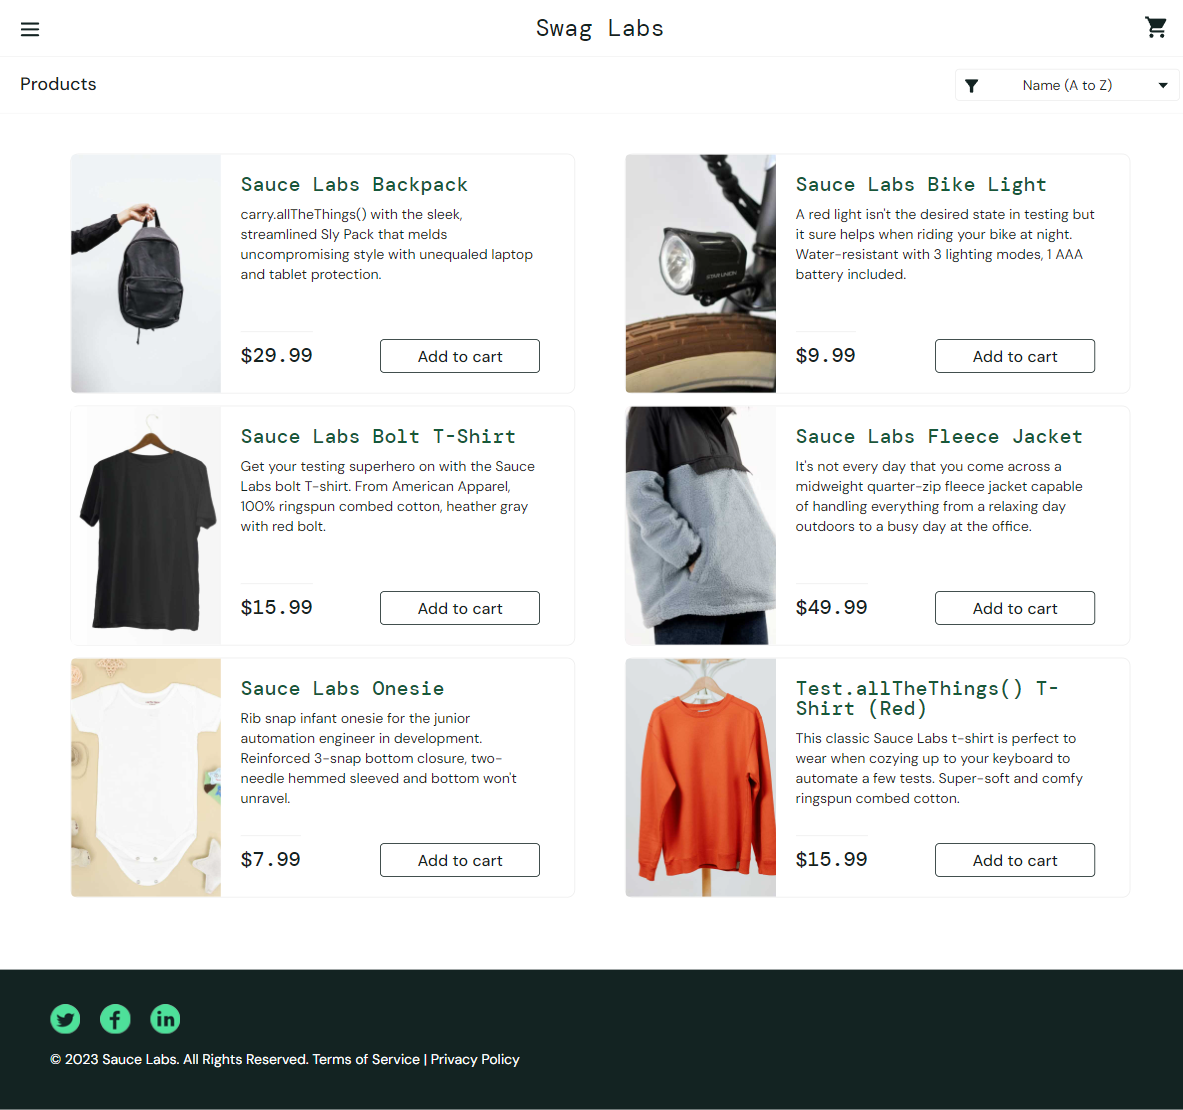 Swag Labs
Products
Name (A to Z)
Sauce Labs Backpack
carry.allTheThings() with the sleek,
streamlined Sly Pack that melds
uncompromising style with unequaled laptop
and tablet protection.
$29.99
Add to cart
Sauce Labs Bike Light
A red light isn't the desired state in testing but
it sure helps when riding your bike at night.
Water-resistant with 3 lighting modes, 1 AAA
battery included.
$9.99
Add to cart
STAR UNION
Sauce Labs Bolt T-Shirt
Get your testing superhero on with the Sauce
Labs bolt T-shirt. From American Apparel,
100% ringspun combed cotton, heather gray
with red bolt.
$15.99
Add to cart
Sauce Labs Fleece Jacket
It's not every day that you come across a
midweight quarter-zip fleece jacket capable
of handling everything from a relaxing day
outdoors to a busy day at the office.
$49.99
Add to cart
Sauce Labs Onesie
Rib snap infant onesie for the junior
automation engineer in development.
Reinforced 3-snap bottom closure, two-
needle hemmed sleeved and bottom won't
unravel.
$7.99
Add to cart
Test.allTheThings() T-
Shirt (Red)
This classic Sauce Labs t-shirt is perfect to
wear when cozying up to your keyboard to
automate a few tests. Super-soft and comfy
ringspun combed cotton.
$15.99
Add to cart
© 2023 Sauce Labs. All Rights Reserved. Terms of Service | Privacy Policy